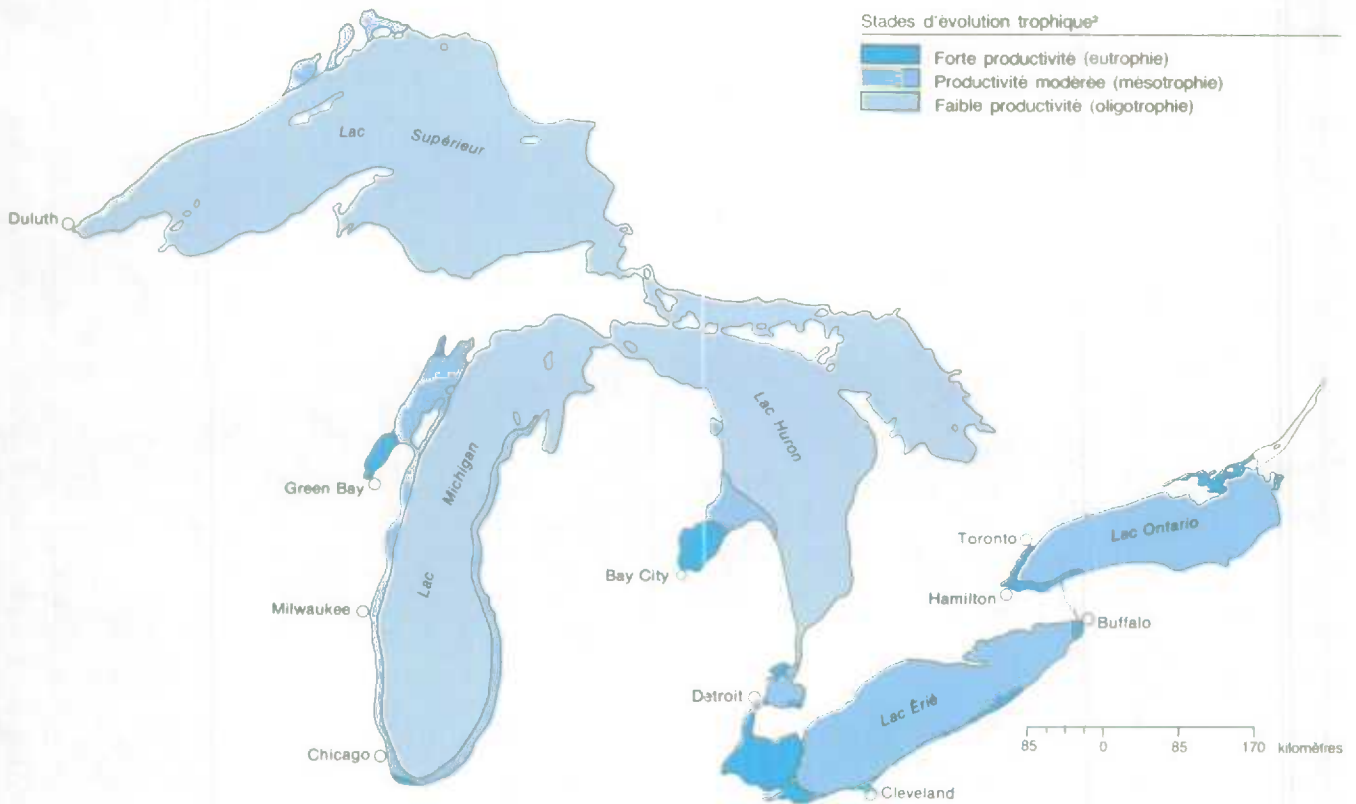 Stades d'évolution trophique²
Forte productivité (eutrophie)
Productivité modérée (mésotrophie)
Faible productivité (oligotrophie)
Lac Supérieur
Duluth
Lac Michigan
Lac Huron
Green Bay
Toronto
Lac Ontario
Bay City
Hamilton
Milwaukee
Buffalo
Detroit
Lac Érié
85 0 85 170 kilomètres
Chicago
Cleveland